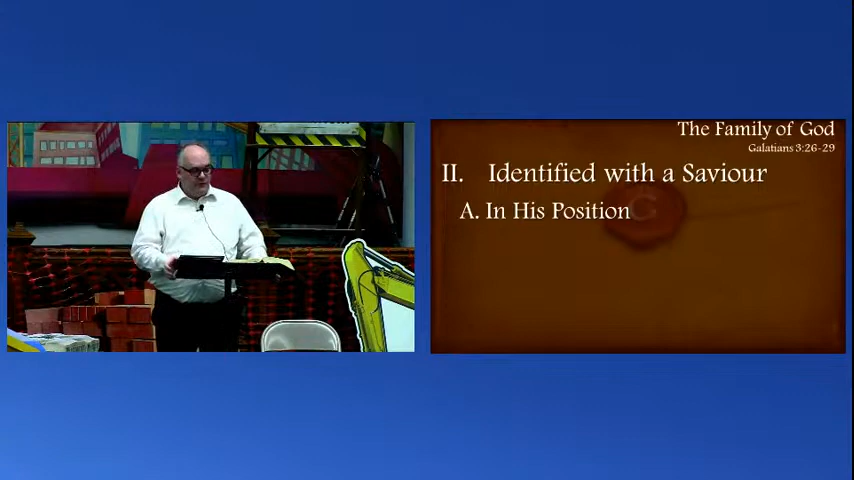 The Family of God
Galatians 3:26-29
II. Identified with a Saviour
A. In His Position